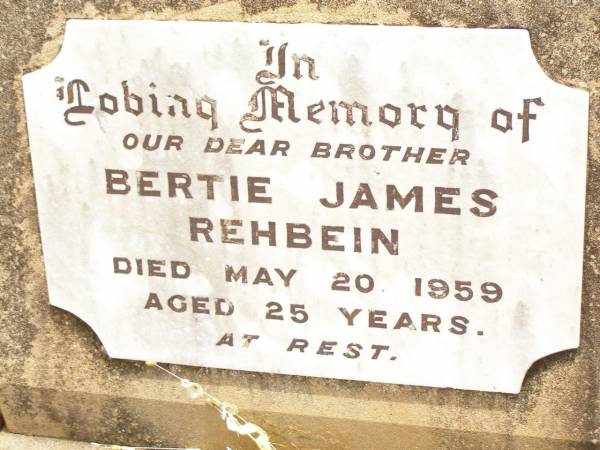 In
Loving Memory of
OUR DEAR BROTHER
BERTIE JAMES
REHBEIN
DIED MAY 20 1959
AGED 25 YEARS.
AT REST.